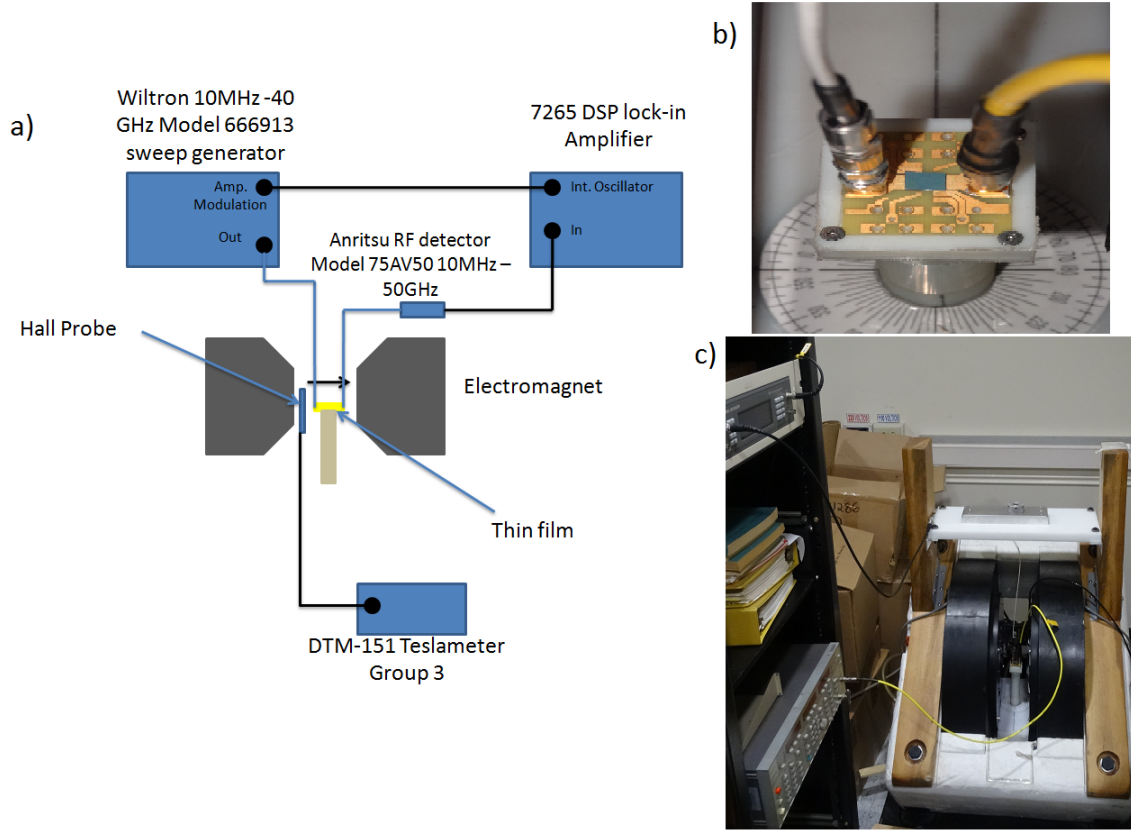 a)
Wiltron 10MHz -40
GHz Model 666913
sweep generator
Amp.
Modulation
Out
7265 DSP lock-in
Amplifier
Int. Oscillator
In
Anritsu RF detector
Model 75AV50 10MHz –
50GHz
Hall Probe
Electromagnet
Thin film
DTM-151 Teslameter
Group 3
b)
c)